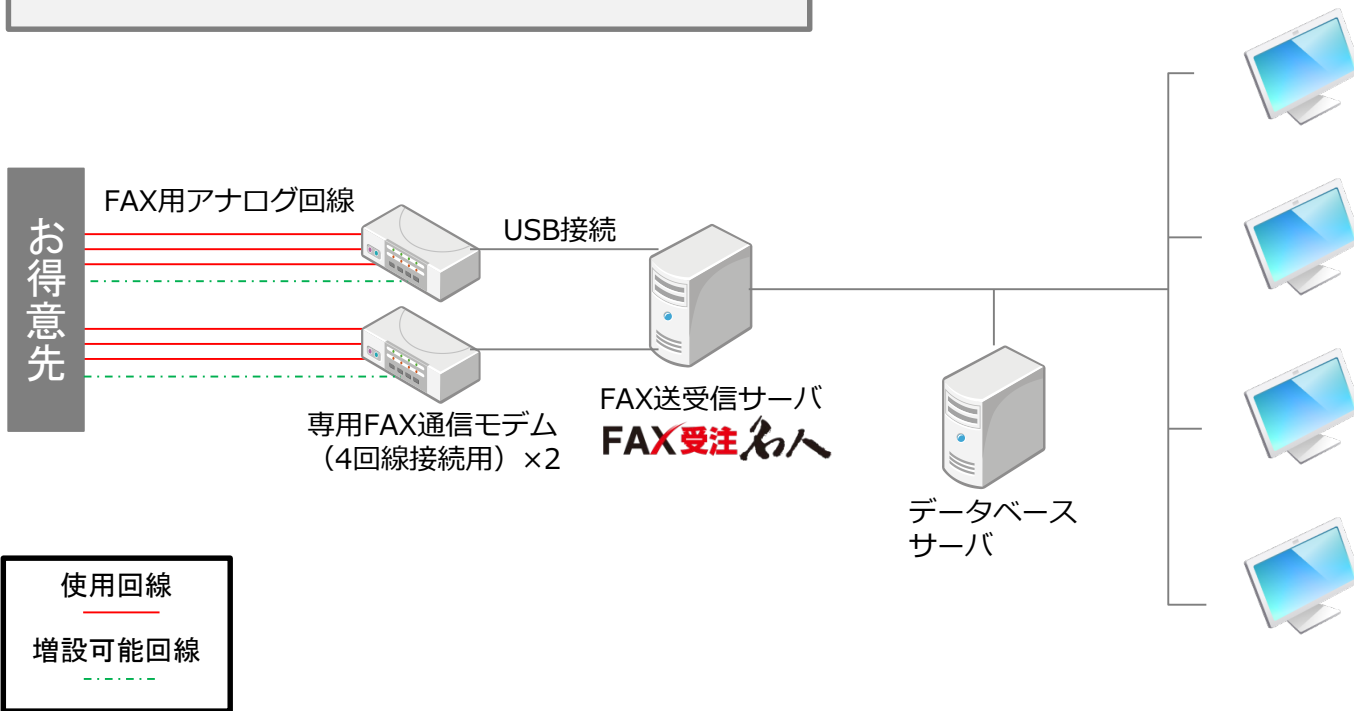 FAX用アナログ回線
USB接続
お得意先
専用FAX通信モデム
（4回線接続用）×2
FAX送受信サーバ
FAX受注名人
データベース
サーバ
使用回線
増設可能回線